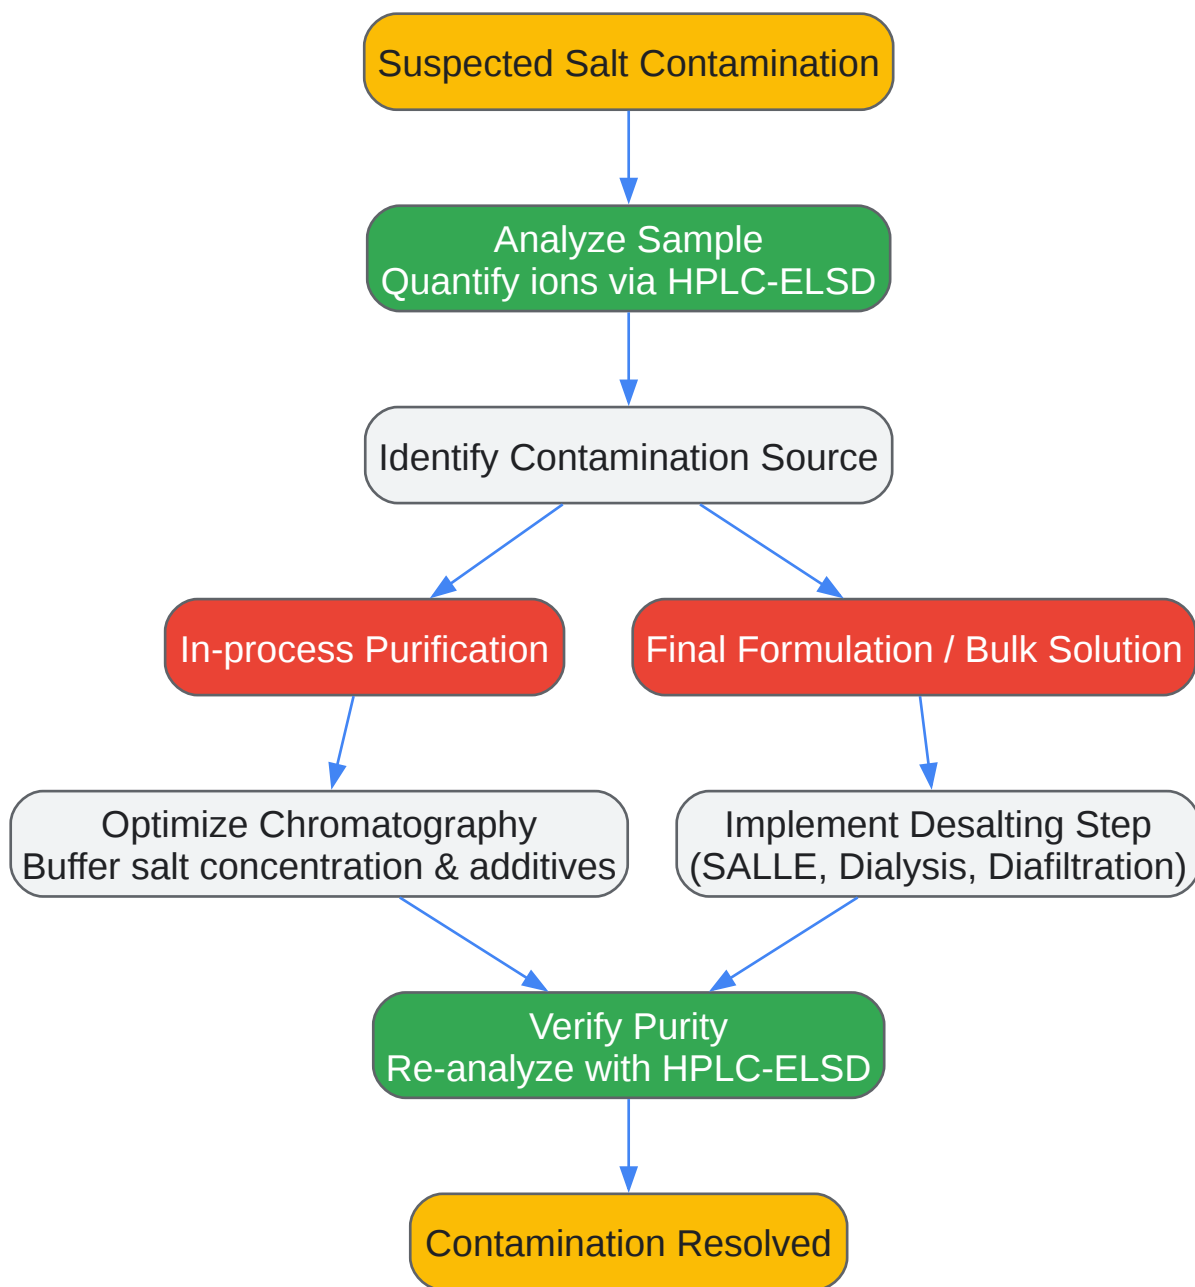 Suspected Salt Contamination
Analyze Sample
Quantify ions via HPLC-ELSD
Identify Contamination Source
In-process Purification
Final Formulation / Bulk Solution
Optimize Chromatography
Buffer salt concentration & additives
Implement Desalting Step
(SALLE, Dialysis, Diafiltration)
Verify Purity
Re-analyze with HPLC-ELSD
Contamination Resolved